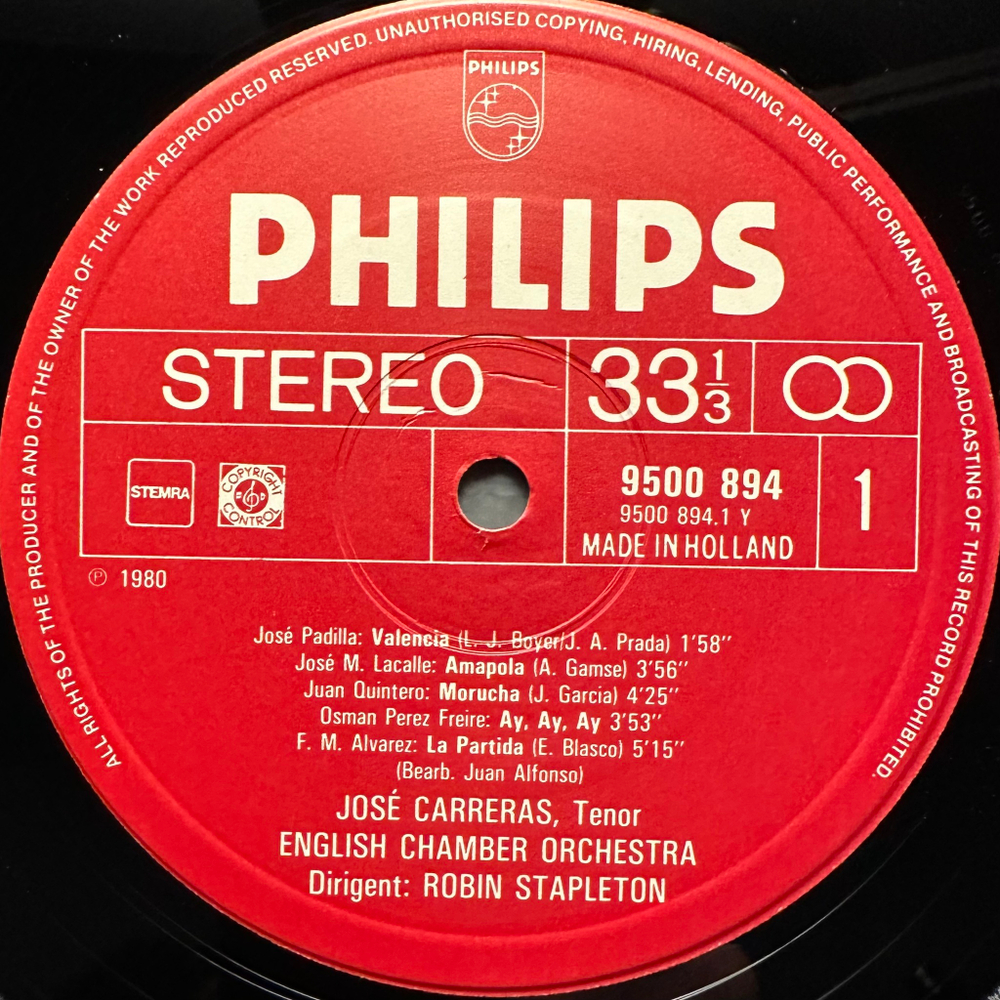 ALL RIGHTS OF THE PRODUCER AND OF THE OWNER OF THE WORK REPRODUCED RESERVED. UNAUTHORISED COPYING, HIRING, LENDING, PUBLIC PERFORMANCE AND BROADCASTING OF THIS RECORD PROHIBITED.
PHILIPS
PHILIPS
STEREO 33 1/3
STEMRA COPYRIGHT CONTROL 9500 894 1
9500 894.1 Y
MADE IN HOLLAND
℗ 1980
José Padilla: Valencia (L. J. Boyer/J. A. Prada) 1'58''
José M. Lacalle: Amapola (A. Gamse) 3'56''
Juan Quintero: Morucha (J. García) 4'25''
Osman Perez Freire: Ay, Ay, Ay 3'53''
F. M. Alvarez: La Partida (E. Blasco) 5'15''
(Bearb. Juan Alfonso)
JOSÉ CARRERAS, Tenor
ENGLISH CHAMBER ORCHESTRA
Dirigent: ROBIN STAPLETON